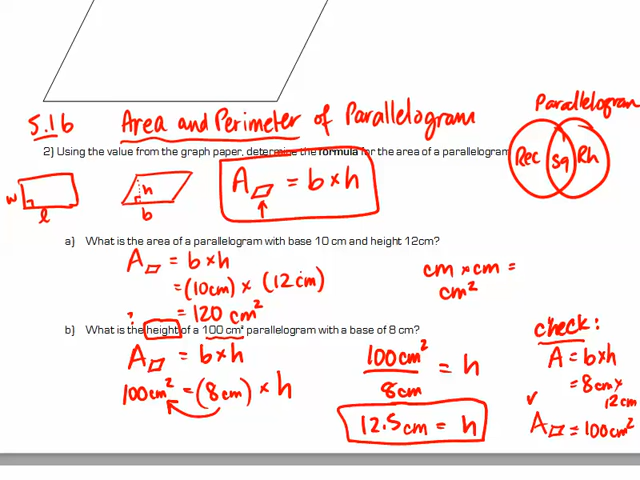 Parallelogram
5.16 Area and Perimeter of Parallelogram
2) Using the value from the graph paper, determine the formula for the area of a parallelogram
Rec Sq Rh
w
l
h
b
A▱ = b × h
a) What is the area of a parallelogram with base 10 cm and height 12cm?
A▱ = b × h
= (10cm) × (12cm)
= 120 cm²
cm × cm =
cm²
?
b) What is the height of a 100 cm² parallelogram with a base of 8 cm?
A▱ = b × h
100cm² = (8cm) × h
100cm²
8cm
= h
12.5cm = h
check:
A = b×h
= 8cm ×
12cm
✓
A▱ = 100cm²